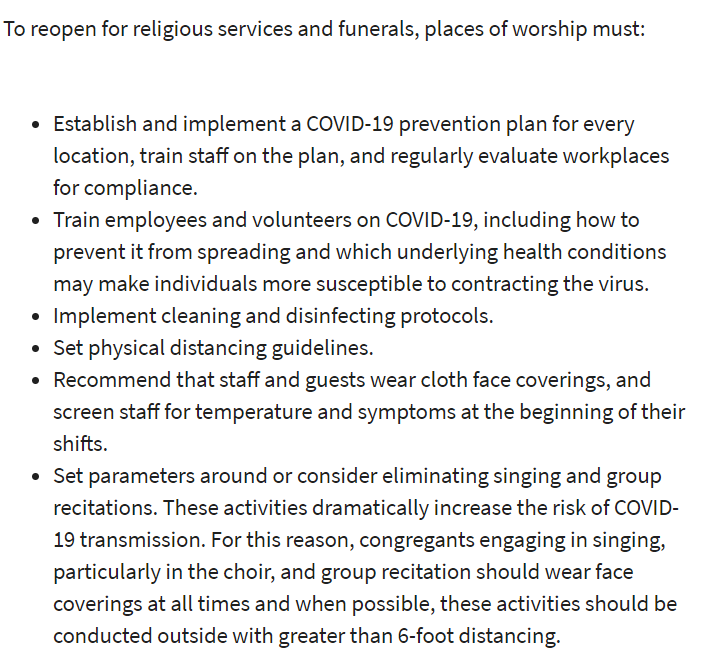 To reopen for religious services and funerals, places of worship must:
• Establish and implement a COVID-19 prevention plan for every
location, train staff on the plan, and regularly evaluate workplaces
for compliance.
• Train employees and volunteers on COVID-19, including how to
prevent it from spreading and which underlying health conditions
may make individuals more susceptible to contracting the virus.
• Implement cleaning and disinfecting protocols.
• Set physical distancing guidelines.
• Recommend that staff and guests wear cloth face coverings, and
screen staff for temperature and symptoms at the beginning of their
shifts.
• Set parameters around or consider eliminating singing and group
recitations. These activities dramatically increase the risk of COVID-
19 transmission. For this reason, congregants engaging in singing,
particularly in the choir, and group recitation should wear face
coverings at all times and when possible, these activities should be
conducted outside with greater than 6-foot distancing.